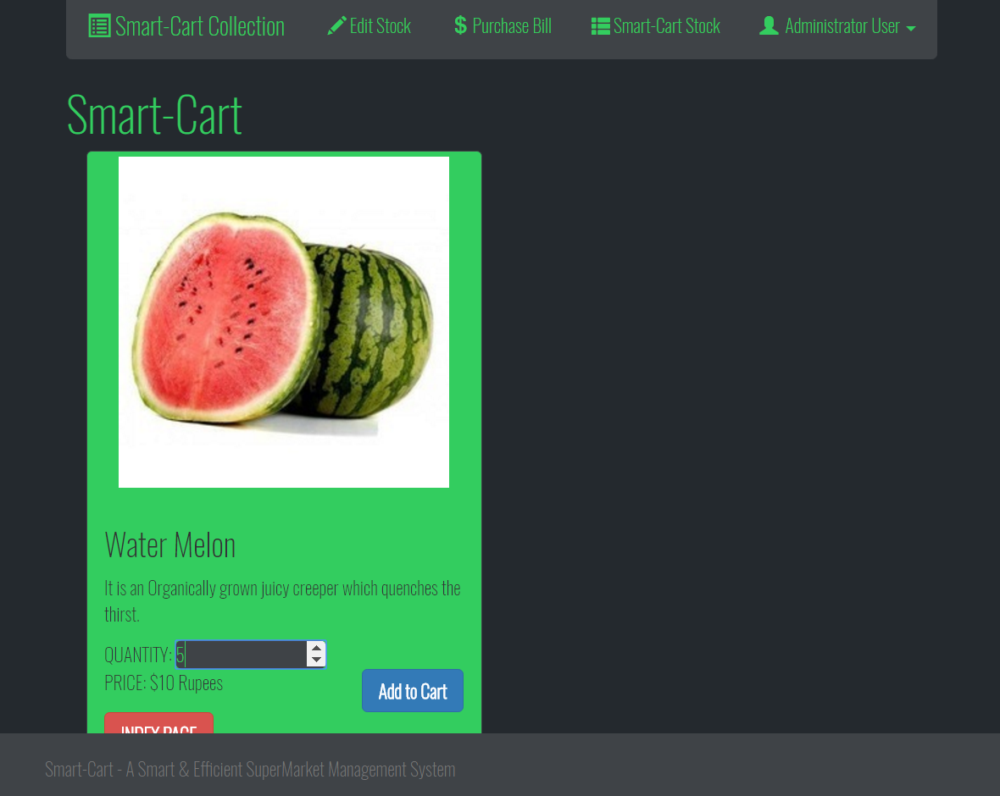 Smart-Cart Collection Edit Stock $ Purchase Bill Smart-Cart Stock Administrator User
Smart-Cart
Water Melon
It is an Organically grown juicy creeper which quenches the
thirst.
QUANTITY: 5
PRICE: $10 Rupees
Add to Cart
INDEX PAGE
Smart-Cart - A Smart & Efficient SuperMarket Management System